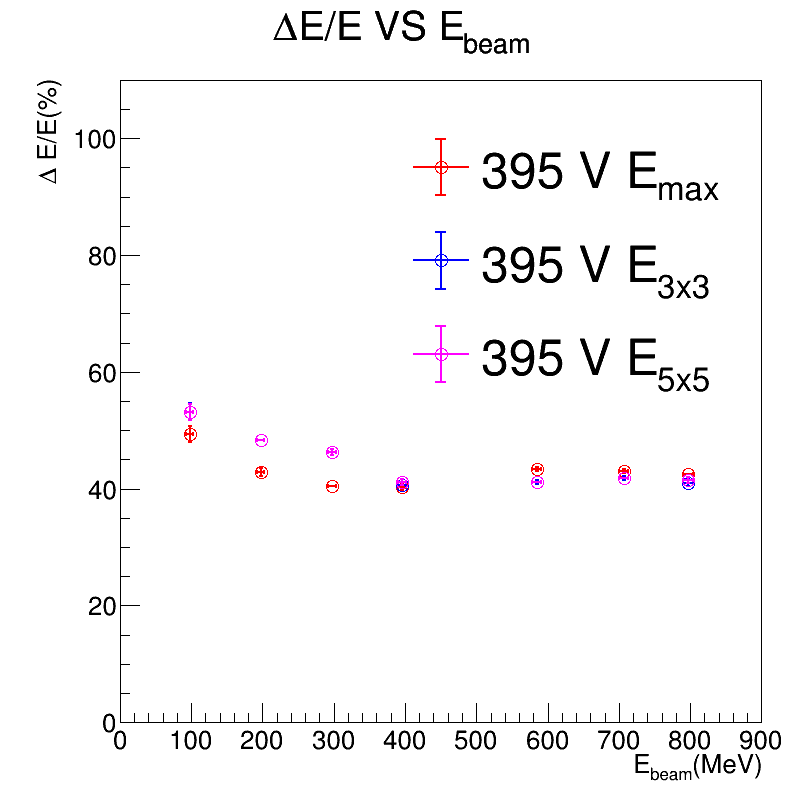 ΔE/E VS E_beam
Δ E/E(%)
100
80
60
40
20
0
395 V E_max
395 V E_3x3
395 V E_5x5
0 100 200 300 400 500 600 700 800 900
E_beam(MeV)